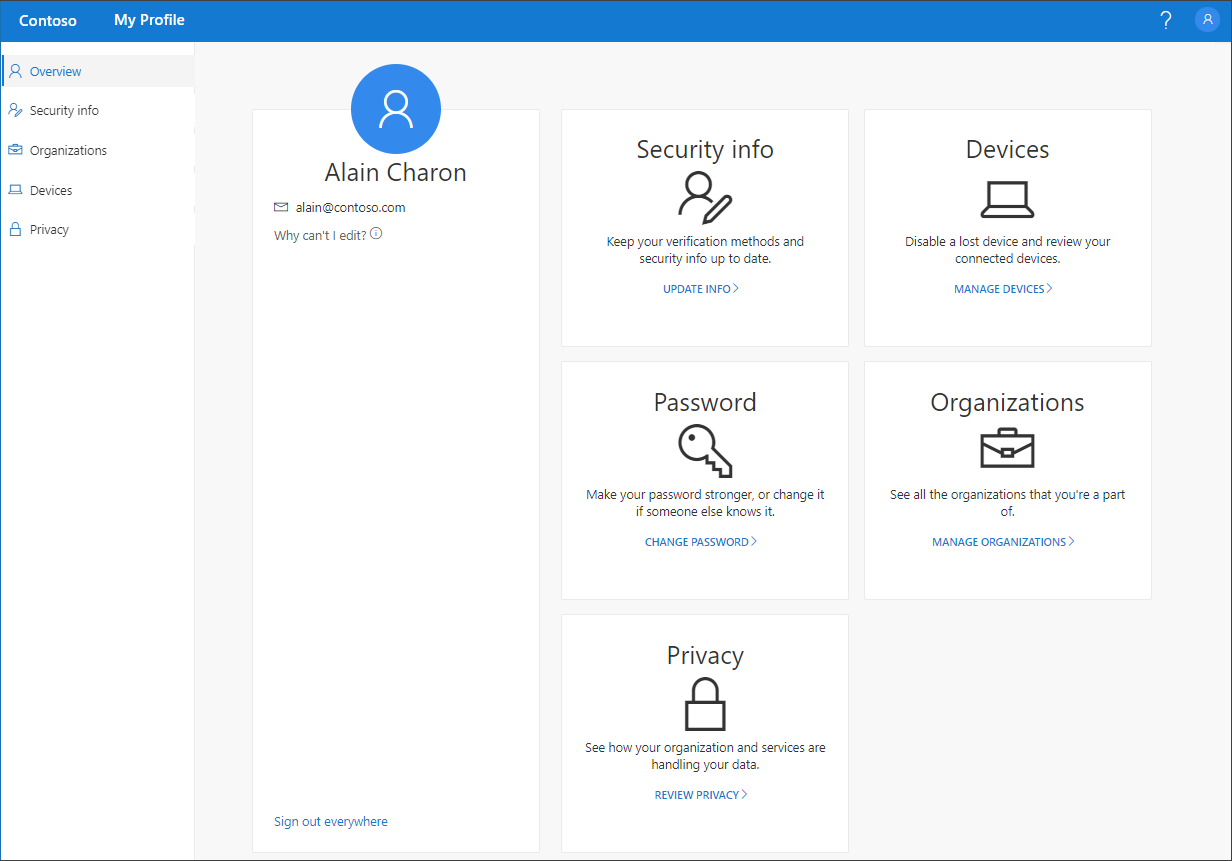 Contoso
My Profile
?
Overview
Security info
Organizations
Devices
Privacy
Alain Charon
alain@contoso.com
Why can't I edit?
Sign out everywhere
Security info
Keep your verification methods and
security info up to date.
UPDATE INFO
Devices
Disable a lost device and review your
connected devices.
MANAGE DEVICES
Password
Make your password stronger, or change it
if someone else knows it.
CHANGE PASSWORD
Organizations
See all the organizations that you're a part
of.
MANAGE ORGANIZATIONS
Privacy
See how your organization and services are
handling your data.
REVIEW PRIVACY